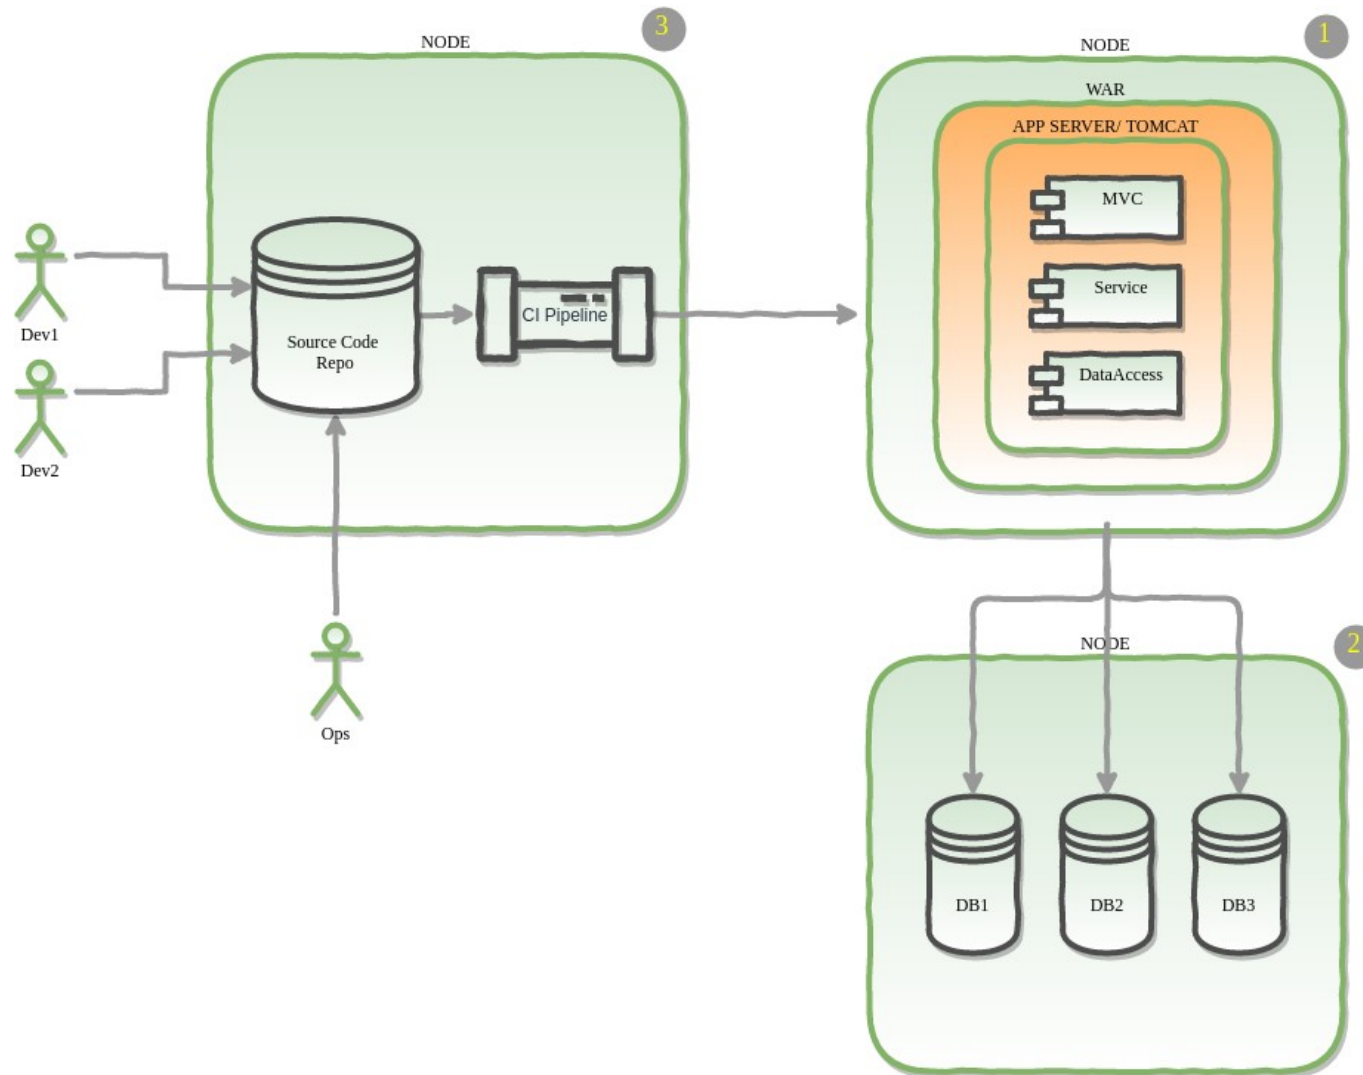 3
NODE
1
NODE
WAR
APP SERVER/ TOMCAT
MVC
Service
DataAccess
CI Pipeline
Source Code
Repo
Dev1
Dev2
Ops
2
NODE
DB1
DB2
DB3